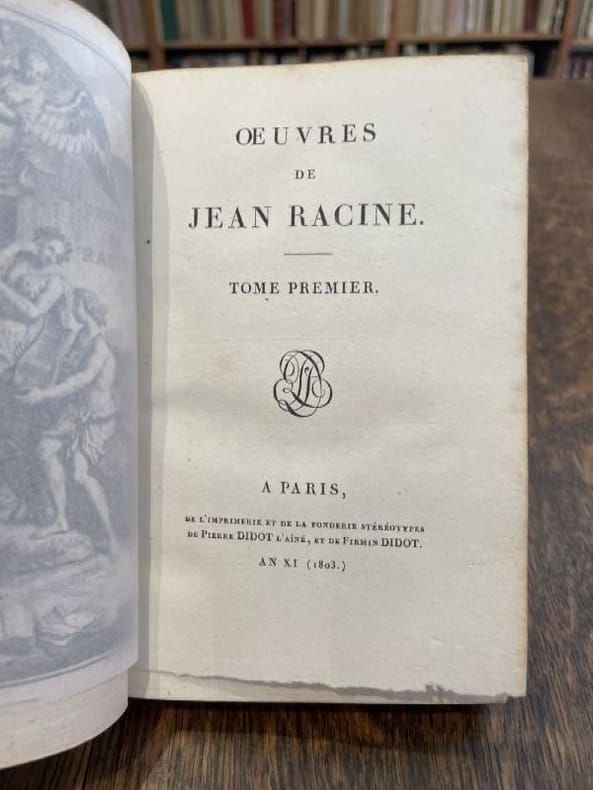 OEUVRES
DE
JEAN RACINE.
TOME PREMIER.
A PARIS,
DE L'IMPRIMERIE ET DE LA FONDERIE STÉRÉOTYPES
DE PIERRE DIDOT L'AÎNÉ, ET DE FIRMIN DIDOT.
AN XI (1803.)